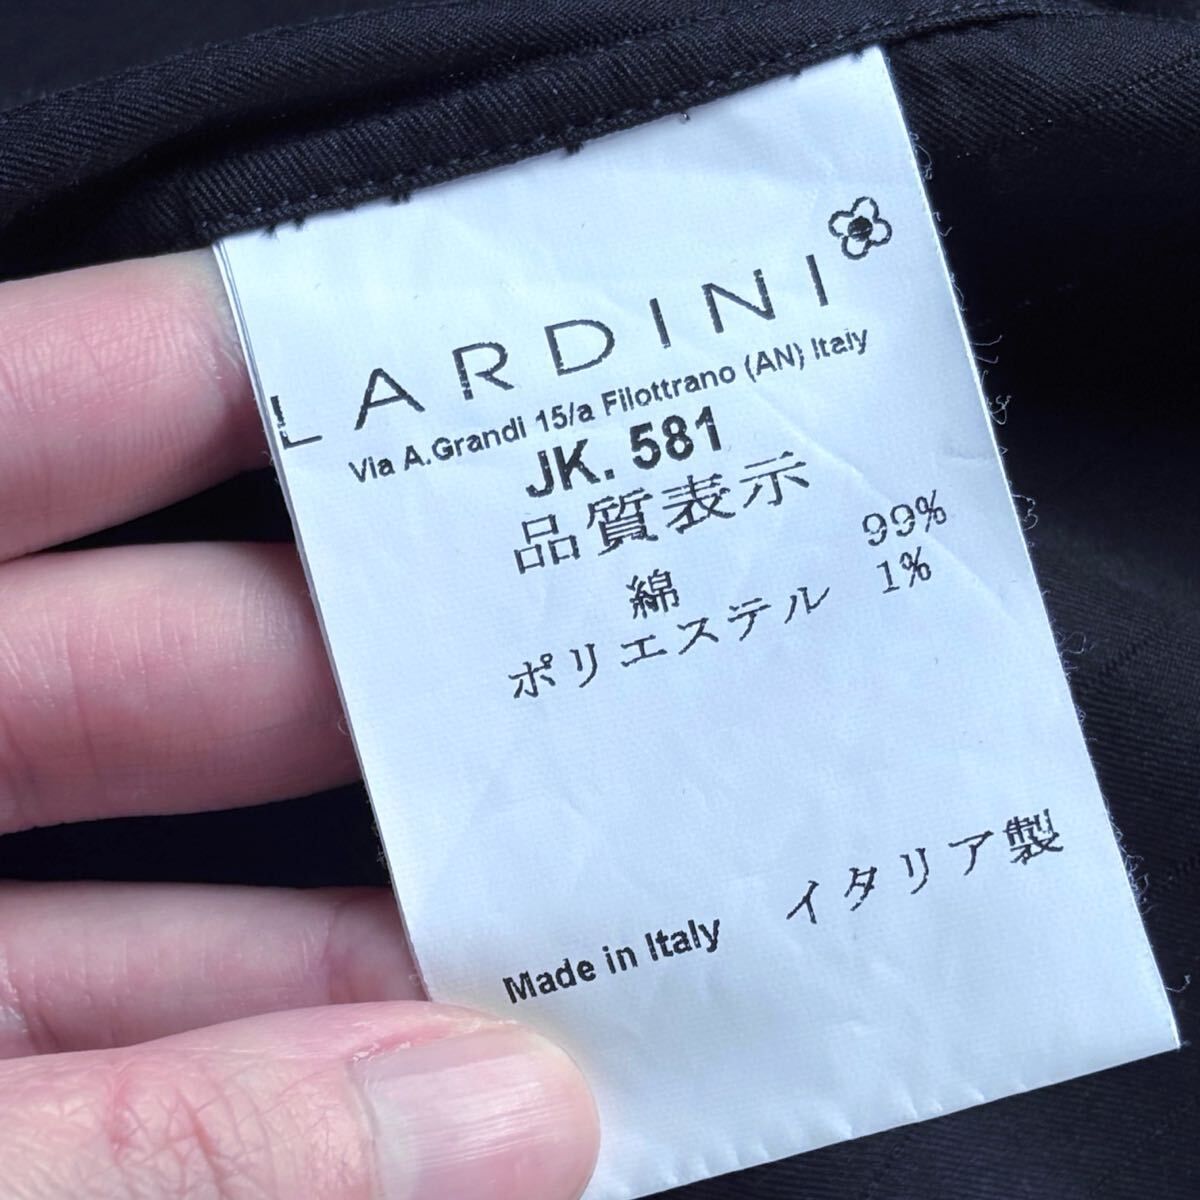 LARDINI
Via A.Grandi 15/a Filottrano (AN) Italy
JK. 581
品質表示
綿 99%
ポリエステル 1%
Made in Italy イタリア製